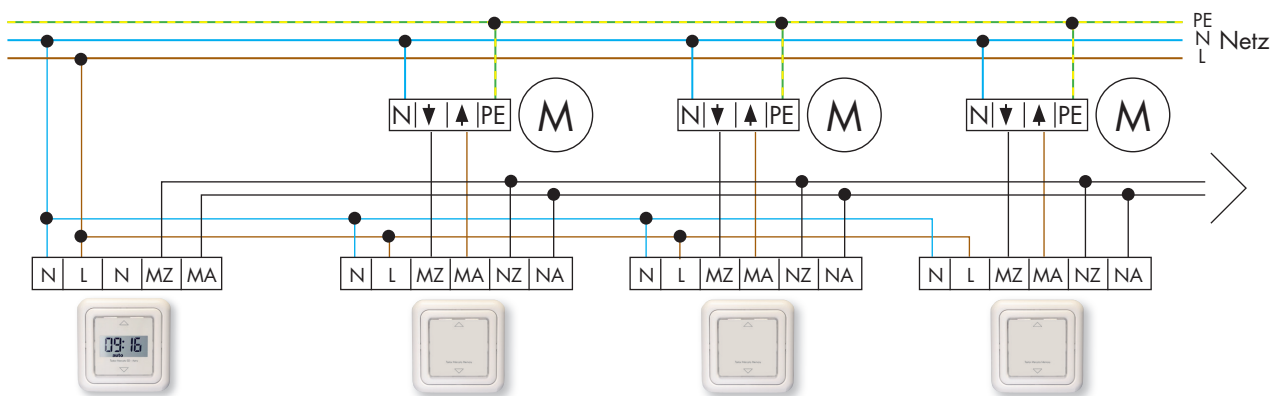 PE
N Netz
L
N PE M N PE M N PE M
N L N MZ MA
N L MZ MA NZ NA
N L MZ MA NZ NA
N L MZ MA NZ NA
09:16
auto